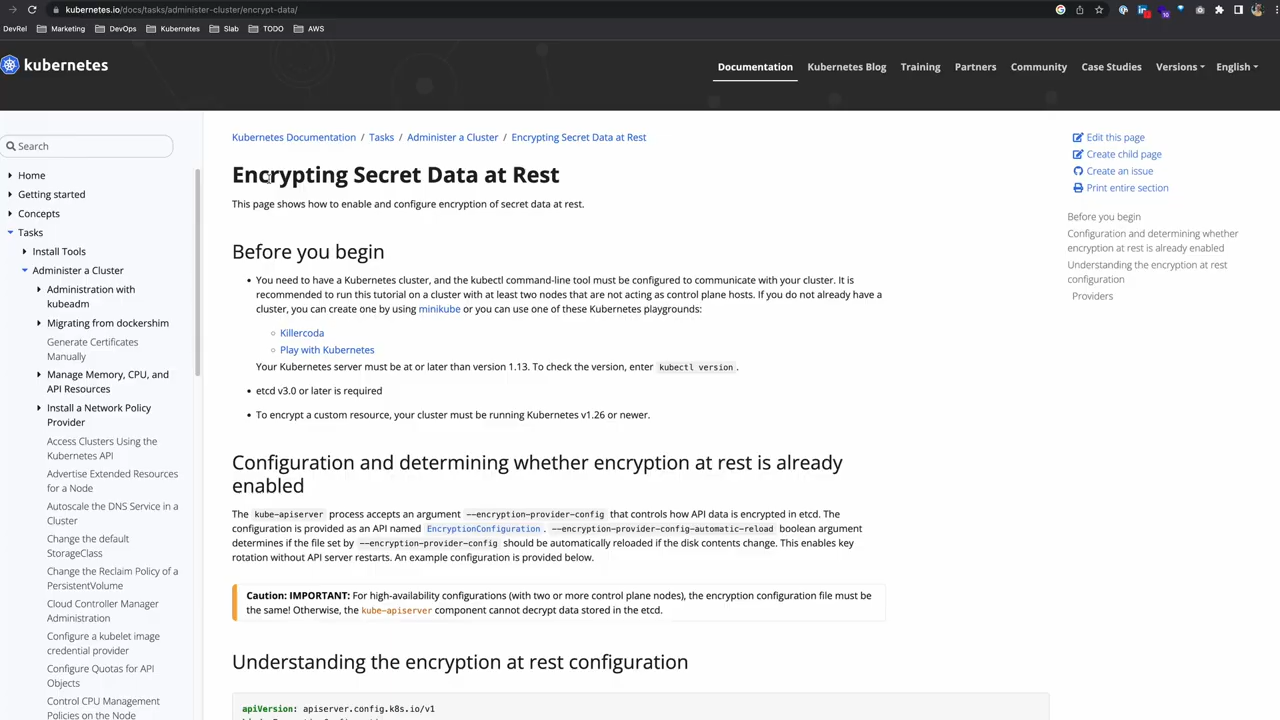 kubernetes.io/docs/tasks/administer-cluster/encrypt-data/
DevRel Marketing DevOps Kubernetes Slab TODO AWS
kubernetes
Documentation Kubernetes Blog Training Partners Community Case Studies Versions English
Search
Home
Getting started
Concepts
Tasks
Install Tools
Administer a Cluster
Administration with
kubeadm
Migrating from dockershim
Generate Certificates
Manually
Manage Memory, CPU, and
API Resources
Install a Network Policy
Provider
Access Clusters Using the
Kubernetes API
Advertise Extended Resources
for a Node
Autoscale the DNS Service in a
Cluster
Change the default
StorageClass
Change the Reclaim Policy of a
PersistentVolume
Cloud Controller Manager
Administration
Configure a kubelet image
credential provider
Configure Quotas for API
Objects
Control CPU Management
Policies on the Node
Kubernetes Documentation / Tasks / Administer a Cluster / Encrypting Secret Data at Rest
Encrypting Secret Data at Rest
This page shows how to enable and configure encryption of secret data at rest.
Before you begin
You need to have a Kubernetes cluster, and the kubectl command-line tool must be configured to communicate with your cluster. It is
recommended to run this tutorial on a cluster with at least two nodes that are not acting as control plane hosts. If you do not already have a
cluster, you can create one by using minikube or you can use one of these Kubernetes playgrounds:
Killercoda
Play with Kubernetes
Your Kubernetes server must be at or later than version 1.13. To check the version, enter kubectl version.
etcd v3.0 or later is required
To encrypt a custom resource, your cluster must be running Kubernetes v1.26 or newer.
Configuration and determining whether encryption at rest is already
enabled
The kube-apiserver process accepts an argument --encryption-provider-config that controls how API data is encrypted in etcd. The
configuration is provided as an API named EncryptionConfiguration. --encryption-provider-config-automatic-reload boolean argument
determines if the file set by --encryption-provider-config should be automatically reloaded if the disk contents change. This enables key
rotation without API server restarts. An example configuration is provided below.
Caution: IMPORTANT: For high-availability configurations (with two or more control plane nodes), the encryption configuration file must be
the same! Otherwise, the kube-apiserver component cannot decrypt data stored in the etcd.
Understanding the encryption at rest configuration
apiVersion: apiserver.config.k8s.io/v1
Edit this page
Create child page
Create an issue
Print entire section
Before you begin
Configuration and determining whether
encryption at rest is already enabled
Understanding the encryption at rest
configuration
Providers